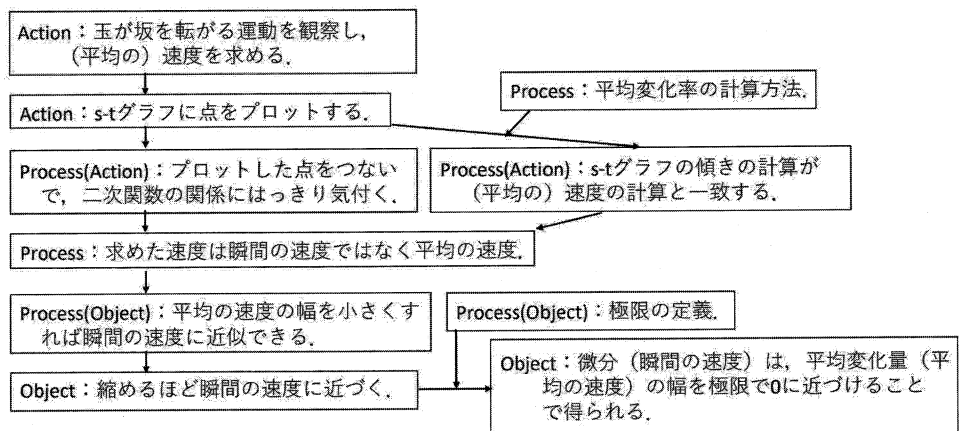 Action：玉が坂を転がる運動を観察し，
（平均の）速度を求める．
Process：平均変化率の計算方法．
Action：s-tグラフに点をプロットする．
Process(Action)：プロットした点をつない
で，二次関数の関係にはっきり気付く．
Process(Action)：s-tグラフの傾きの計算が
（平均の）速度の計算と一致する．
Process：求めた速度は瞬間の速度ではなく平均の速度．
Process(Object)：平均の速度の幅を小さくす
れば瞬間の速度に近似できる．
Process(Object)：極限の定義．
Object：縮めるほど瞬間の速度に近づく．
Object：微分（瞬間の速度）は，平均変化量（平
均の速度）の幅を極限で0に近づけること
で得られる．